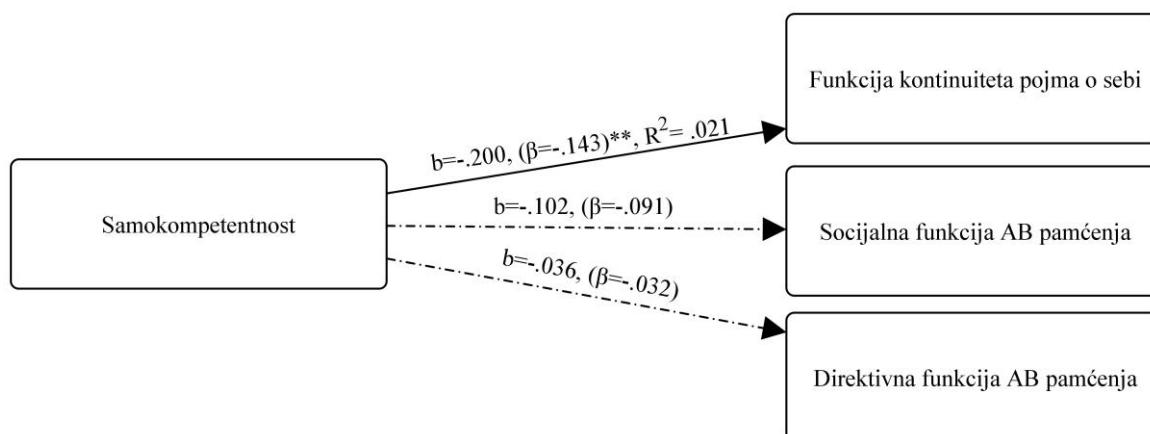 Funkcija kontinuiteta pojma o sebi
b=-.200, (β=-.143)**, R²= .021
Samokompetentnost
b=-.102, (β=-.091)
Socijalna funkcija AB pamćenja
b=-.036, (β=-.032)
Direktivna funkcija AB pamćenja